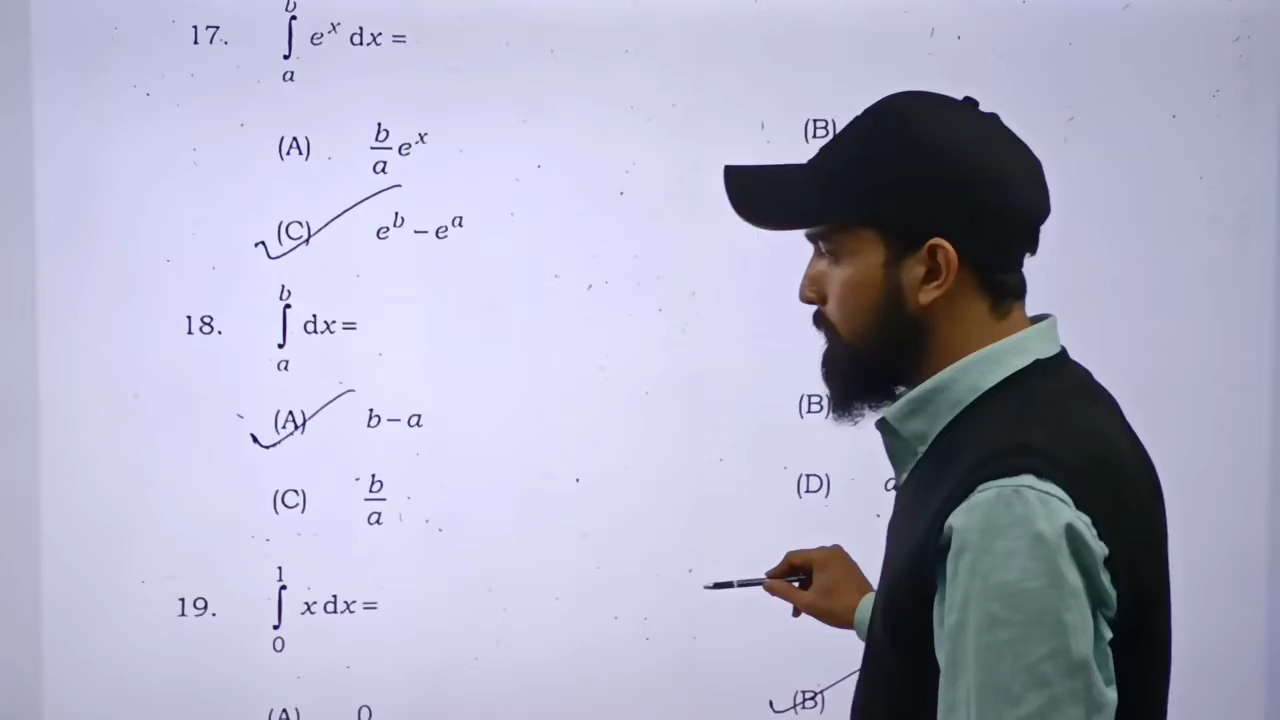 17. ∫ₐᵇ eˣ dx =
(A) b/a eˣ (B)
(C) eᵇ – eᵃ
18. ∫ₐᵇ dx =
(A) b – a (B)
(C) b/a (D)
19. ∫₀¹ x dx =
(A) 0 (B)